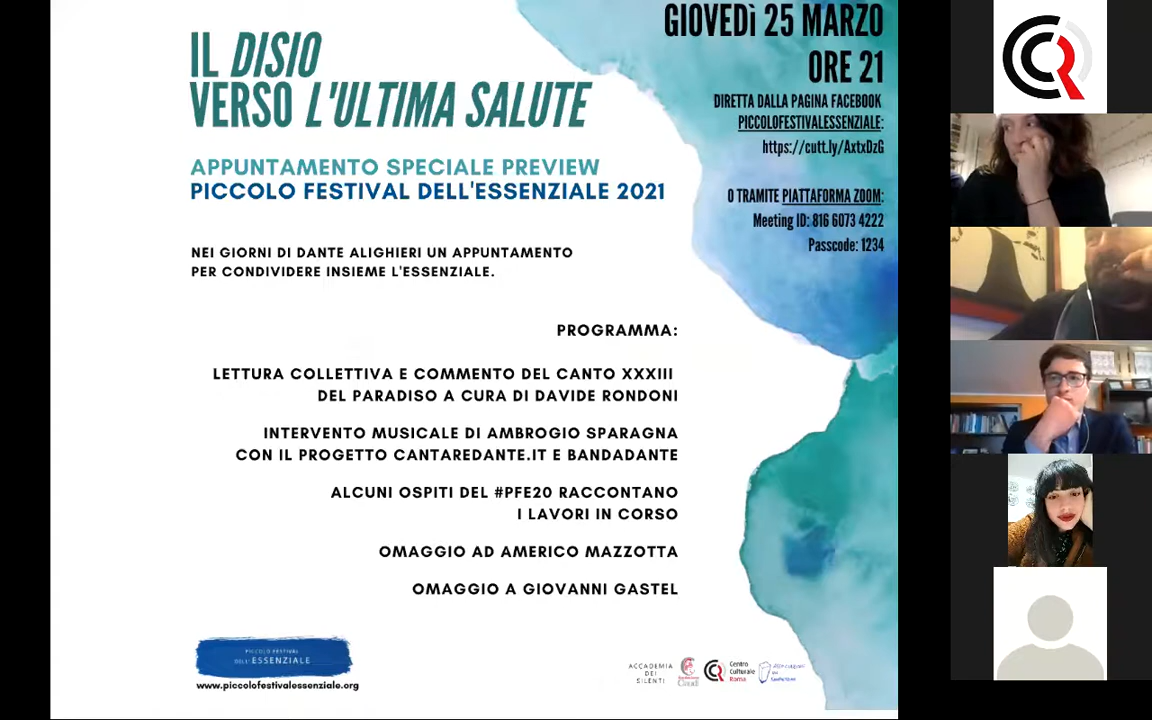 IL DISIO
VERSO L'ULTIMA SALUTE
APPUNTAMENTO SPECIALE PREVIEW
PICCOLO FESTIVAL DELL'ESSENZIALE 2021
NEI GIORNI DI DANTE ALIGHIERI UN APPUNTAMENTO
PER CONDIVIDERE INSIEME L'ESSENZIALE.
GIOVEDÌ 25 MARZO
ORE 21
DIRETTA DALLA PAGINA FACEBOOK
PICCOLOFESTIVALESSENZIALE:
https://cutt.ly/AxtxDzG
O TRAMITE PIATTAFORMA ZOOM:
Meeting ID: 816 6073 4222
Passcode: 1234
PROGRAMMA:
LETTURA COLLETTIVA E COMMENTO DEL CANTO XXXIII
DEL PARADISO A CURA DI DAVIDE RONDONI
INTERVENTO MUSICALE DI AMBROGIO SPARAGNA
CON IL PROGETTO CANTAREDANTE.IT E BANDADANTE
ALCUNI OSPITI DEL #PFE20 RACCONTANO
I LAVORI IN CORSO
OMAGGIO AD AMERICO MAZZOTTA
OMAGGIO A GIOVANNI GASTEL
PICCOLO FESTIVAL
DELL'ESSENZIALE
www.piccolofestivalessenziale.org
ACCADEMIA
DEI
SILENTI
Centro
Culturale
Roma